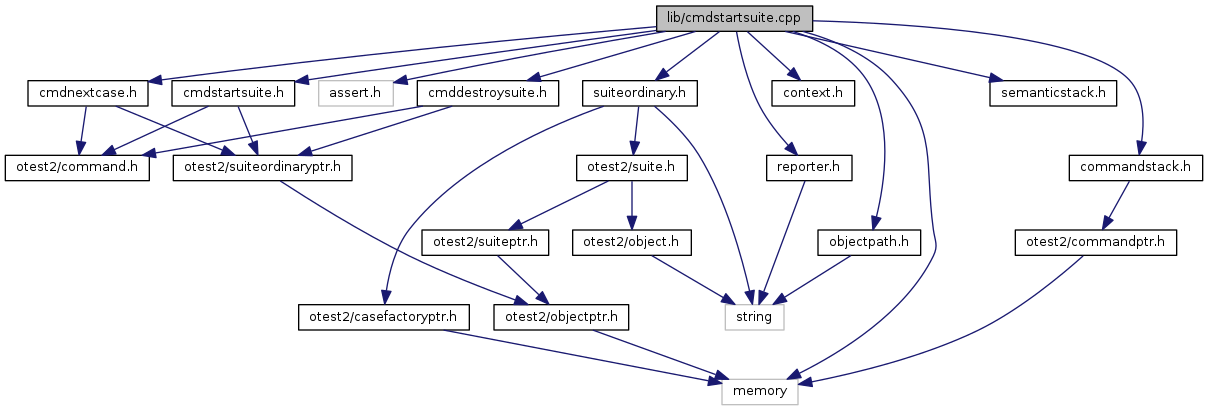 lib/cmdstartsuite.cpp
cmdnextcase.h
cmdstartsuite.h
assert.h
cmddestroysuite.h
suiteordinary.h
context.h
semanticstack.h
otest2/command.h
otest2/suiteordinaryptr.h
otest2/suite.h
reporter.h
commandstack.h
otest2/suiteptr.h
otest2/object.h
objectpath.h
otest2/commandptr.h
otest2/casefactoryptr.h
otest2/objectptr.h
string
memory